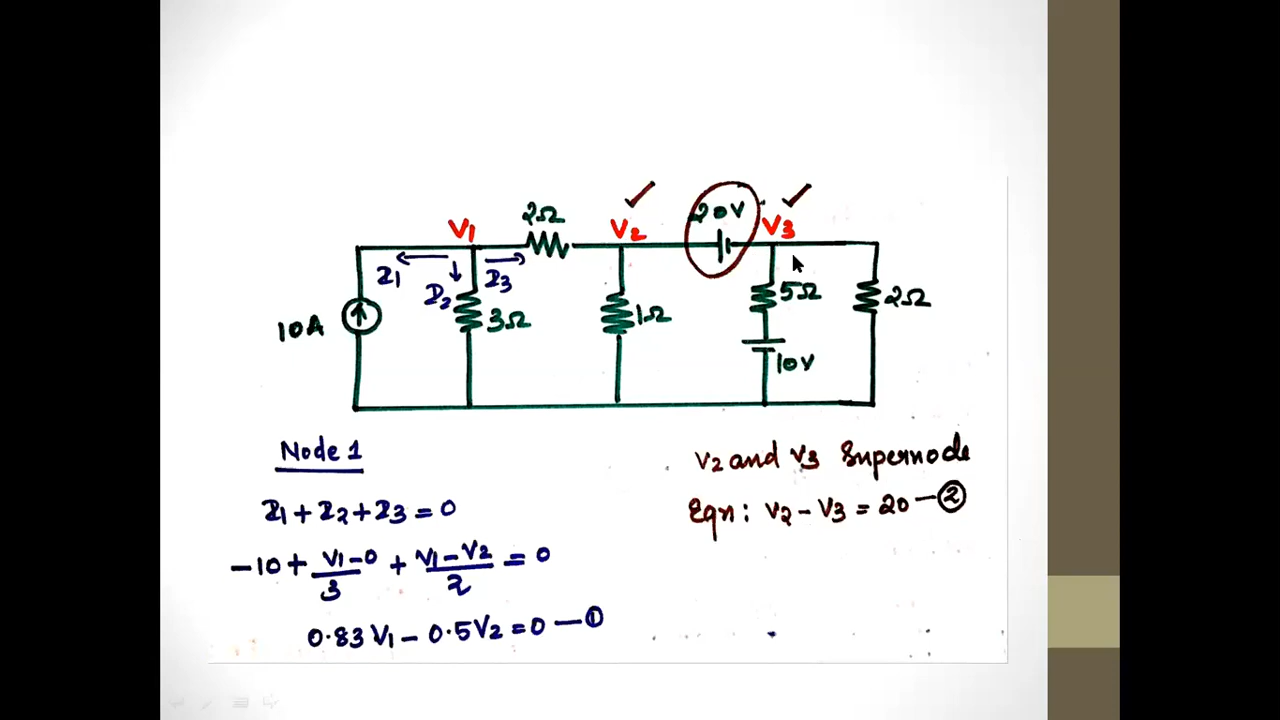 20V
2Ω
V1 V2 V3
I1 I2 I3
5Ω 2Ω
10A 3Ω 1Ω
10V
Node 1
I1 + I2 + I3 = 0
-10 + V1-0/3 + V1-V2/2 = 0
0.83V1 - 0.5V2 = 0 — ①
V2 and V3 Supernode
Eqn: V2 - V3 = 20 — ②